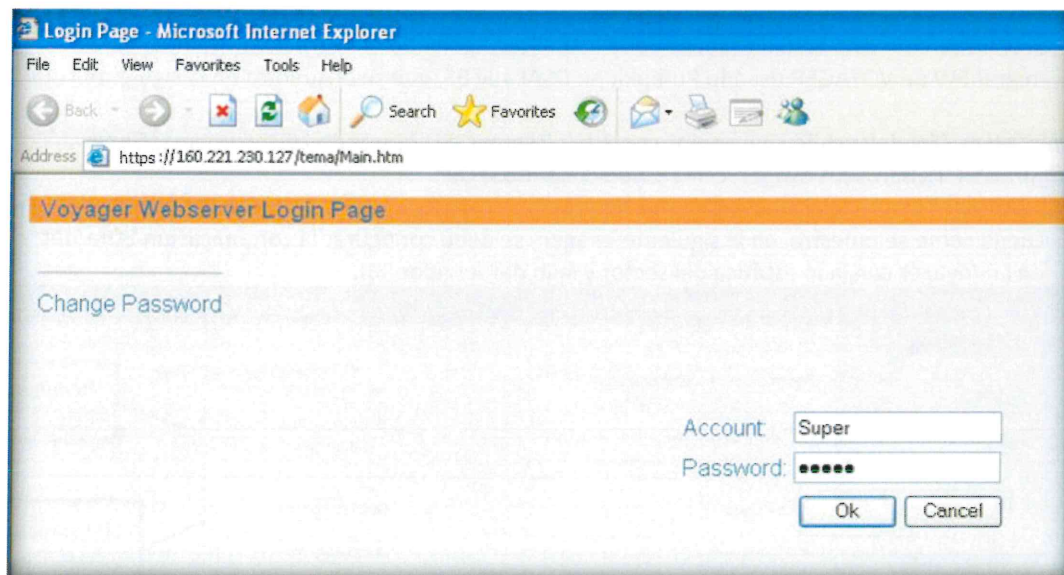 Login Page - Microsoft Internet Explorer
File Edit View Favorites Tools Help
Back Search Favorites
Address https://160.221.230.127/tema/Main.htm
Voyager Webserver Login Page
Change Password
Account: Super
Password: •••••
Ok Cancel